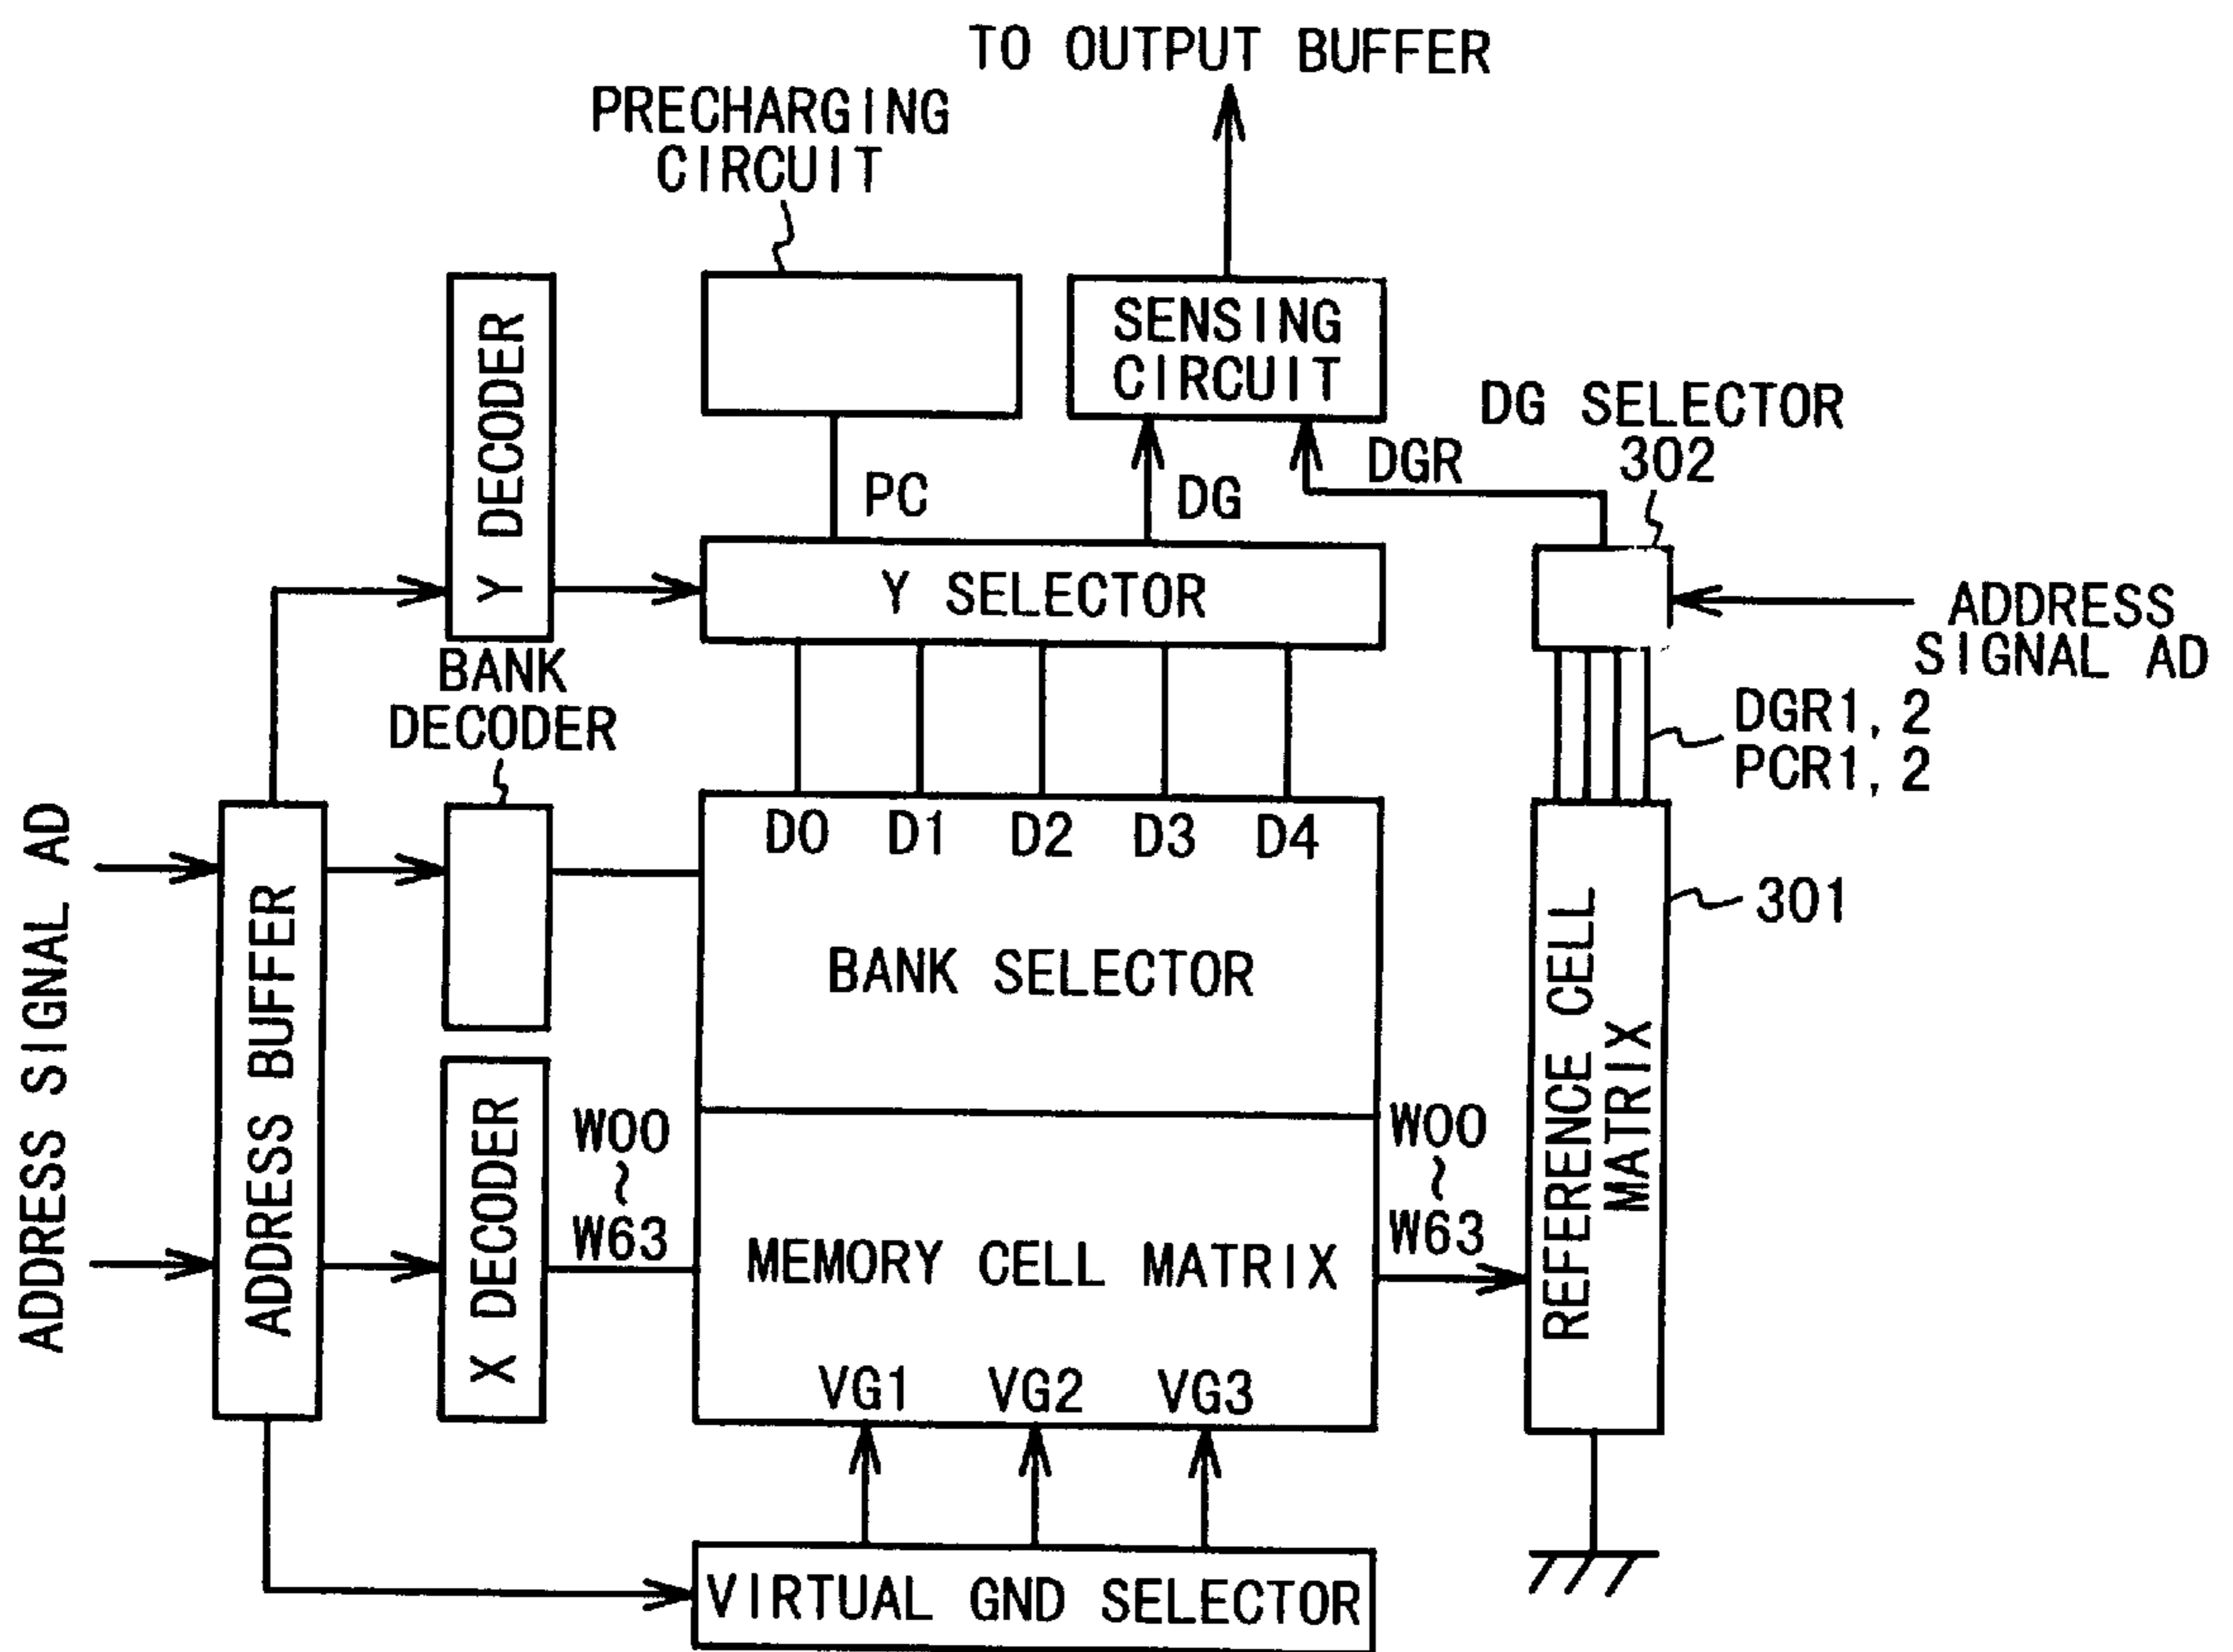 TO OUTPUT BUFFER
PRECHARGING
CIRCUIT
SENSING
CIRCUIT
Y DECODER
DG SELECTOR
302
DGR
PC
DG
Y SELECTOR
ADDRESS
SIGNAL AD
BANK
DECODER
DGR1, 2
PCR1, 2
D0 D1 D2 D3 D4
ADDRESS SIGNAL AD
ADDRESS BUFFER
BANK SELECTOR
301
REFERENCE CELL
MATRIX
X DECODER
W00
~
W63
W00
~
W63
MEMORY CELL MATRIX
VG1 VG2 VG3
VIRTUAL GND SELECTOR